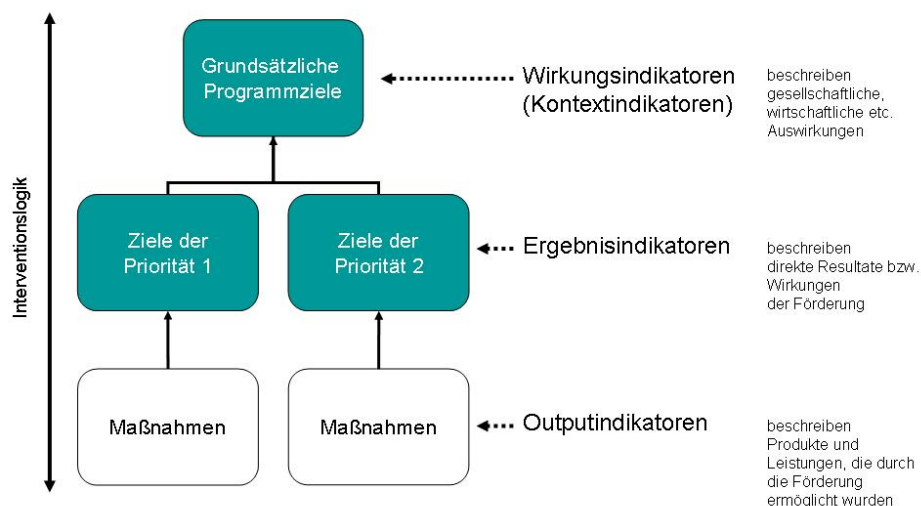 Interventionslogik
Grundsätzliche
Programmziele
Wirkungsindikatoren
(Kontextindikatoren)
beschreiben
gesellschaftliche,
wirtschaftliche etc.
Auswirkungen
Ziele der
Priorität 1
Ziele der
Priorität 2
Ergebnisindikatoren
beschreiben
direkte Resultate bzw.
Wirkungen
der Förderung
Maßnahmen
Maßnahmen
Outputindikatoren
beschreiben
Produkte und
Leistungen, die durch
die Förderung
ermöglicht wurden